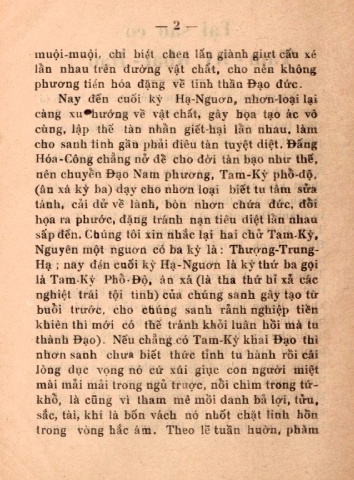 — 2 —
muội-muội, chỉ biết chen lấn giành giựt cấu xé
lẫn nhau trên đường vật chất, cho nên không
phương tiến hóa đặng về tinh thần Đạo đức.
Nay đến cuối kỳ Hạ-Nguơn, nhơn-loại lại
càng xu hướng về vật chất, gây họa tạo ác vô
cùng, lập thế tàn nhẫn giết-hại lẫn nhau, làm
cho sanh linh gần phải điêu tàn tuyệt diệt. Đấng
Hóa-Công chẳng nở để cho đời tàn bạo như thế,
nên chuyển Đạo Nam phương, Tam-Kỳ phổ-độ,
(ân xá kỳ ba) dạy cho nhơn loại biết tu tâm sửa
tánh, cải dử về lành, bòn nhơn chứa đức, đổi
họa ra phước, đặng tránh nạn tiêu diệt lẫn nhau
sấp đến. Chúng tôi xin nhắc lại hai chử Tam-Kỳ,
Nguyên một nguơn có ba kỳ là : Thượng-Trung-
Hạ ; nay đến cuối kỳ Hạ-Nguơn là kỳ thứ ba gọi
là Tam-Kỳ Phổ-Độ, ân xá (là tha thứ hỉ xã các
nghiệt trái tội tình) của chúng sanh gây tạo từ
buổi trước, cho chúng sanh rảnh nghiệp tiền
khiên thì mới có thể tránh khỏi luân hồi mà tu
thành Đạo). Nếu chẳng có Tam-Kỳ khai Đạo thì
nhơn sanh chưa biết thức tỉnh tu hành rồi cái
lòng dục vọng nó cứ xúi giục con người miệt
mài mải mải trong ngủ trược, nổi chìm trong tứ-
khổ, là cũng vì tham mê mồi danh bả lợi, tửu,
sắc, tài, khí là bốn vách nó nhốt chặt linh hồn
trong vòng hắc ám. Theo lẽ tuần huờn, phàm